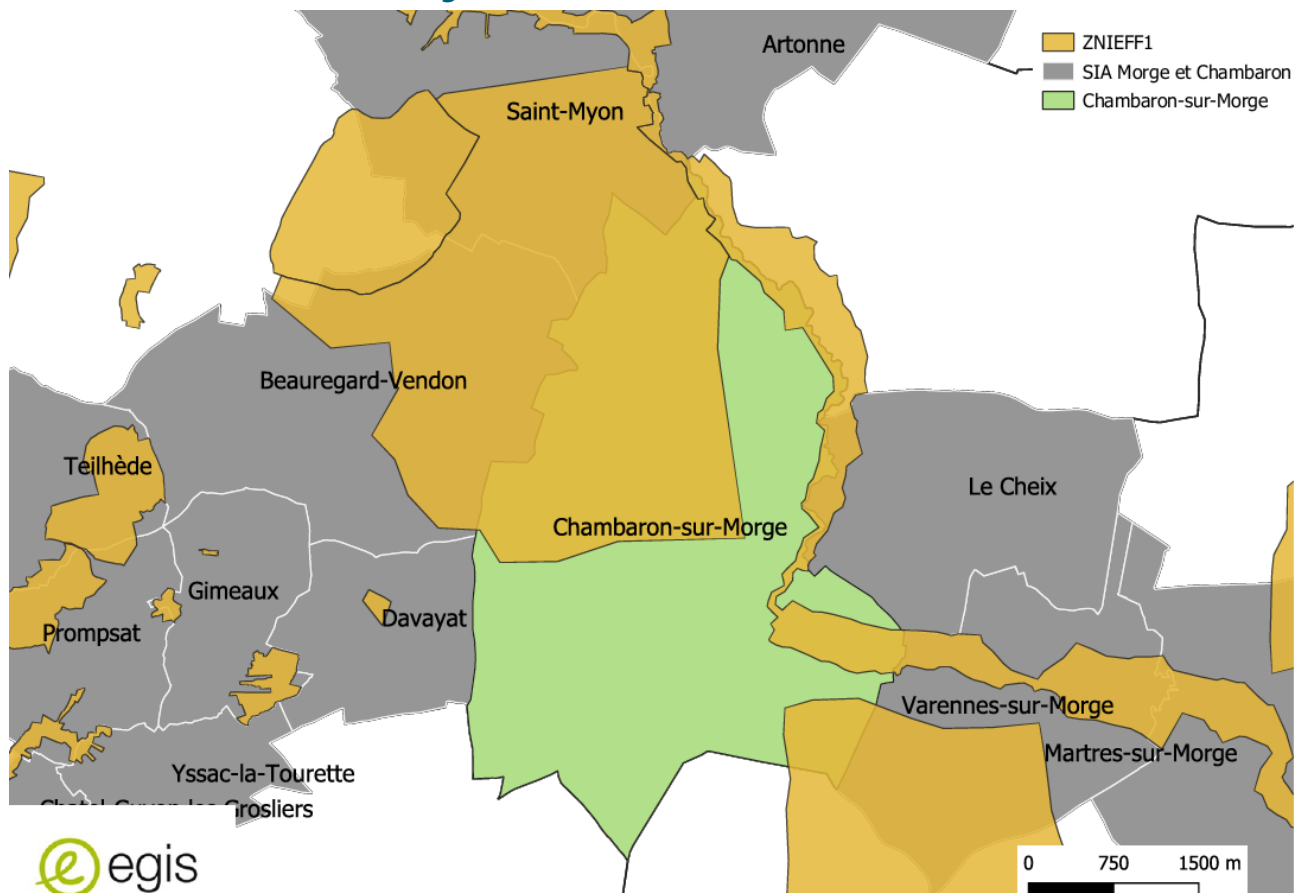 Artonne
ZNIEFF1
SIA Morge et Chambaron
Chambaron-sur-Morge
Saint-Myon
Beauregard-Vendon
Teilhède
Le Cheix
Chambaron-sur-Morge
Gimeaux
Davayat
Prompsat
Varennes-sur-Morge
Martres-sur-Morge
Yssac-la-Tourette
egis
0 750 1500 m